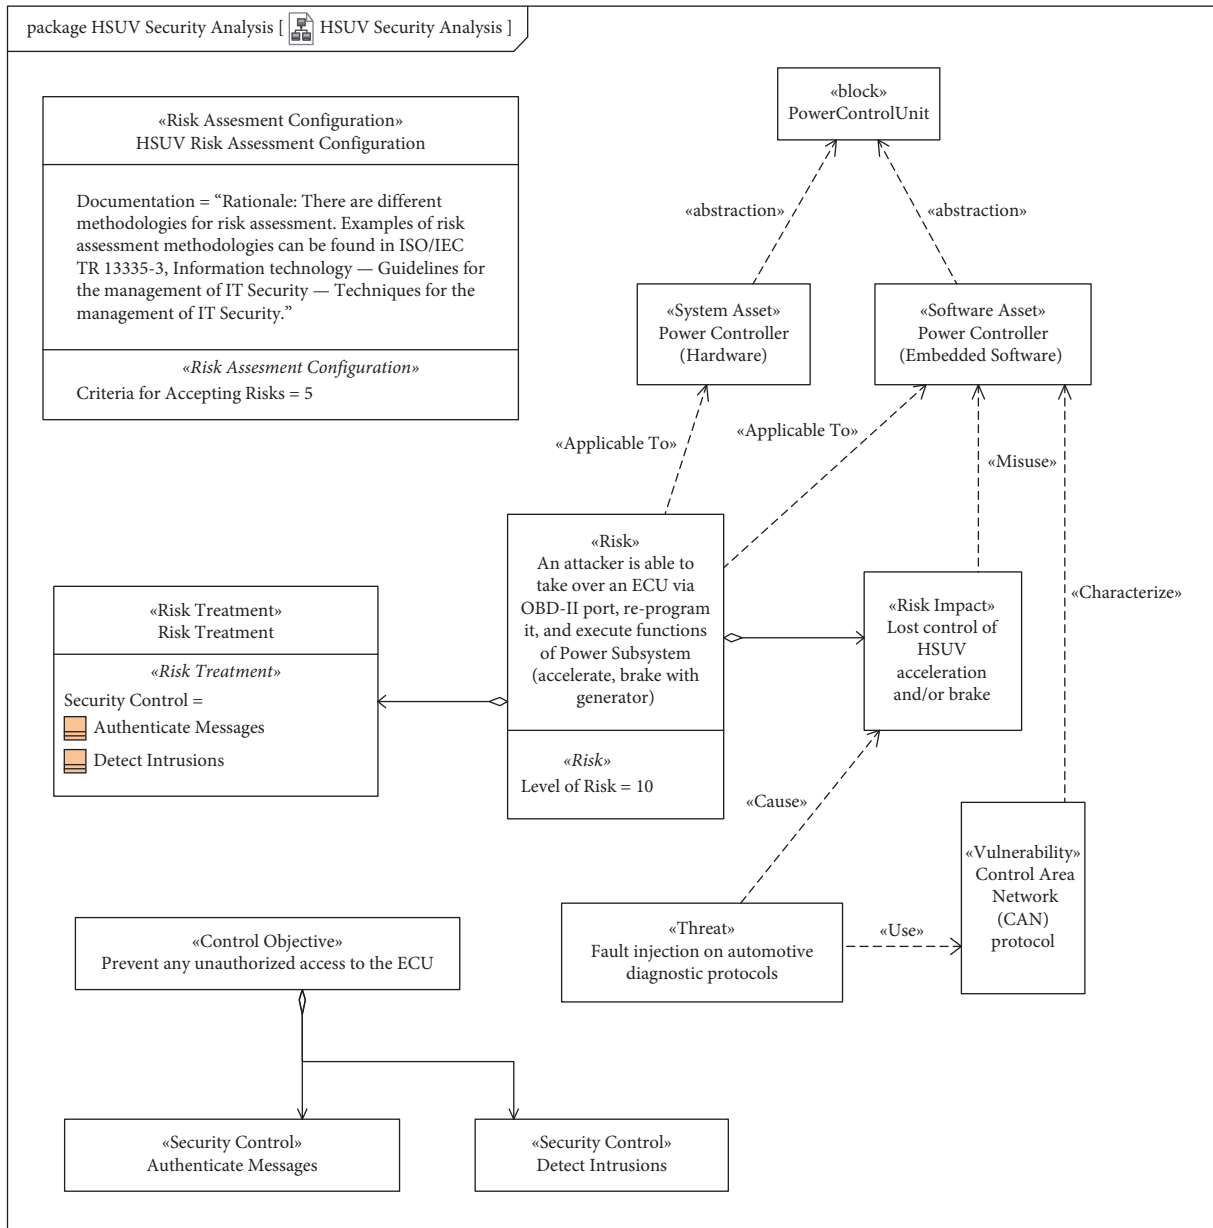 package HSUV Security Analysis [ HSUV Security Analysis ]
«Risk Assesment Configuration»
HSUV Risk Assessment Configuration
Documentation = “Rationale: There are different
methodologies for risk assessment. Examples of risk
assessment methodologies can be found in ISO/IEC
TR 13335-3, Information technology — Guidelines for
the management of IT Security — Techniques for the
management of IT Security.”
«Risk Assesment Configuration»
Criteria for Accepting Risks = 5
«block»
PowerControlUnit
«abstraction»
«abstraction»
«System Asset»
Power Controller
(Hardware)
«Software Asset»
Power Controller
(Embedded Software)
«Applicable To»
«Applicable To»
«Misuse»
«Characterize»
«Risk»
An attacker is able to
take over an ECU via
OBD-II port, re-program
it, and execute functions
of Power Subsystem
(accelerate, brake with
generator)
«Risk»
Level of Risk = 10
«Risk Treatment»
Risk Treatment
«Risk Treatment»
Security Control =
Authenticate Messages
Detect Intrusions
«Risk Impact»
Lost control of
HSUV
acceleration
and/or brake
«Cause»
«Vulnerability»
Control Area
Network
(CAN)
protocol
«Threat»
Fault injection on automotive
diagnostic protocols
«Use»
«Control Objective»
Prevent any unauthorized access to the ECU
«Security Control»
Authenticate Messages
«Security Control»
Detect Intrusions